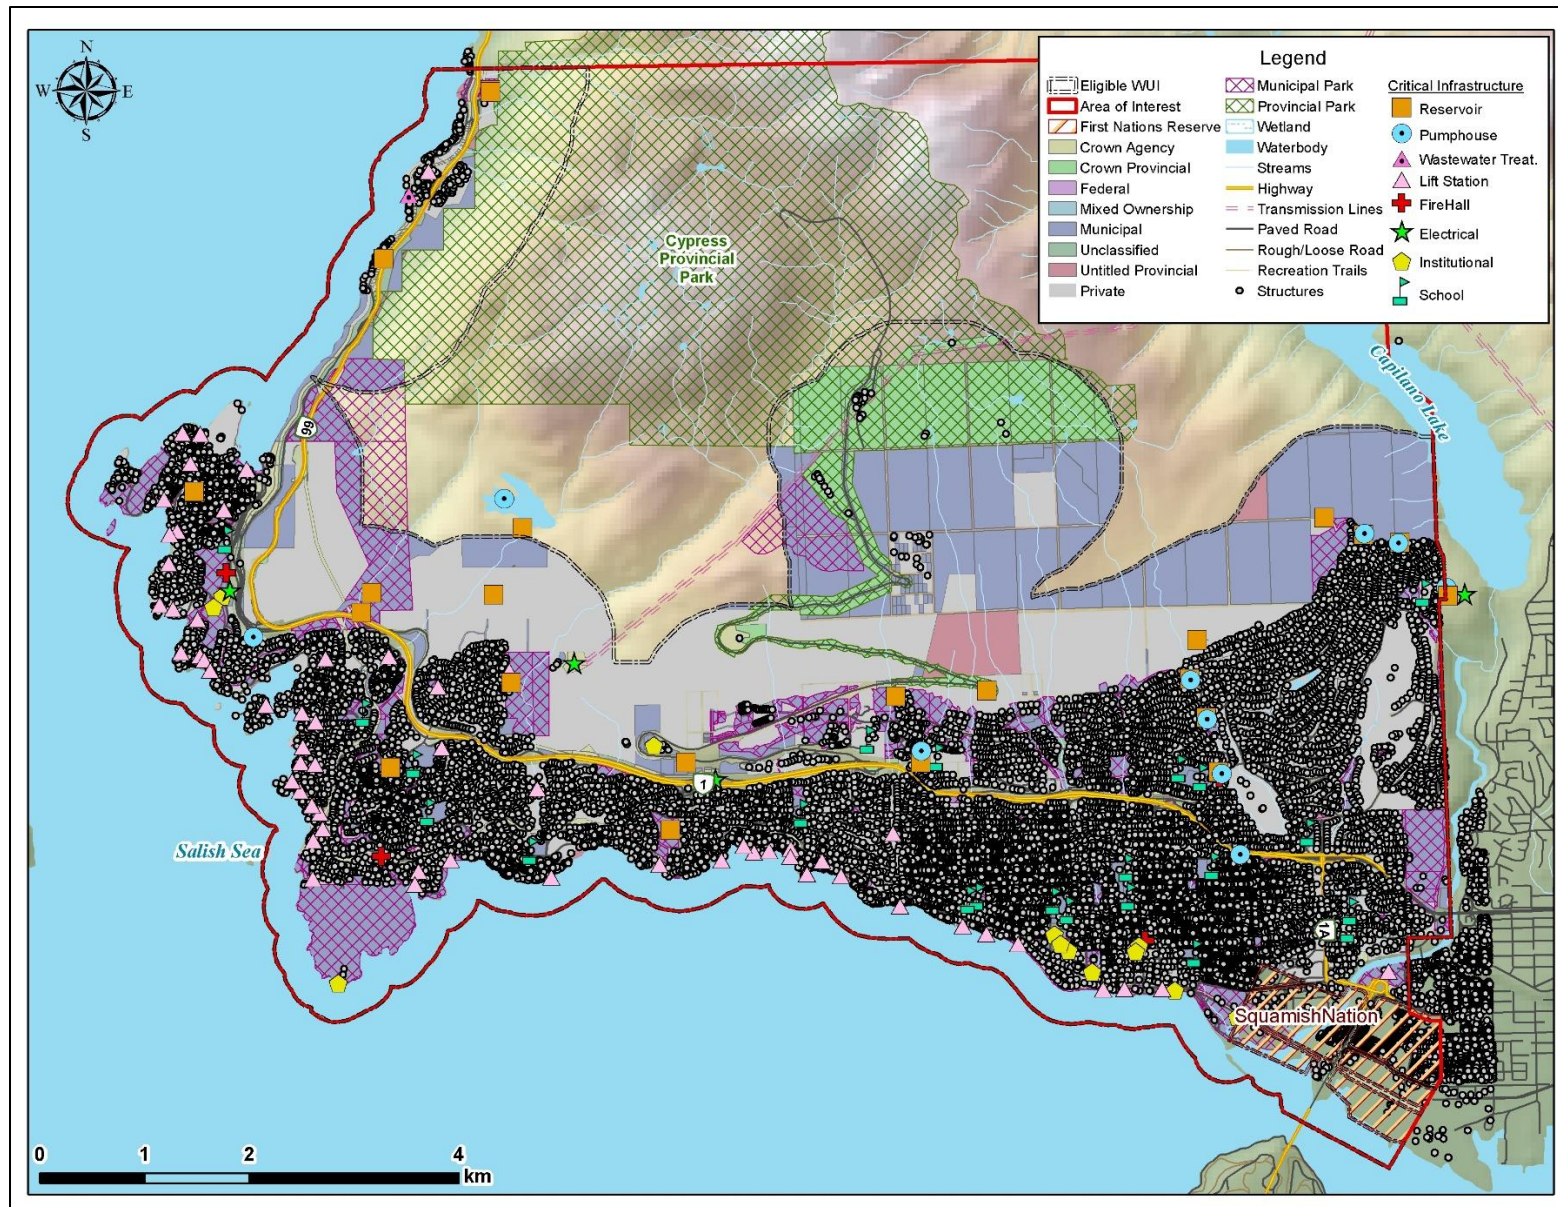 N
W E
S
Legend
Eligible WUI
Area of Interest
First Nations Reserve
Crown Agency
Crown Provincial
Federal
Mixed Ownership
Municipal
Unclassified
Untitled Provincial
Private
Municipal Park
Provincial Park
Wetland
Waterbody
Streams
Highway
Transmission Lines
Paved Road
Rough/Loose Road
Recreation Trails
Structures
Critical Infrastructure
Reservoir
Pumphouse
Wastewater Treat.
Lift Station
FireHall
Electrical
Institutional
School
Cypress
Provincial
Park
Capilano Lake
99
1
1A
Salish Sea
SquamishNation
0 1 2 4
km